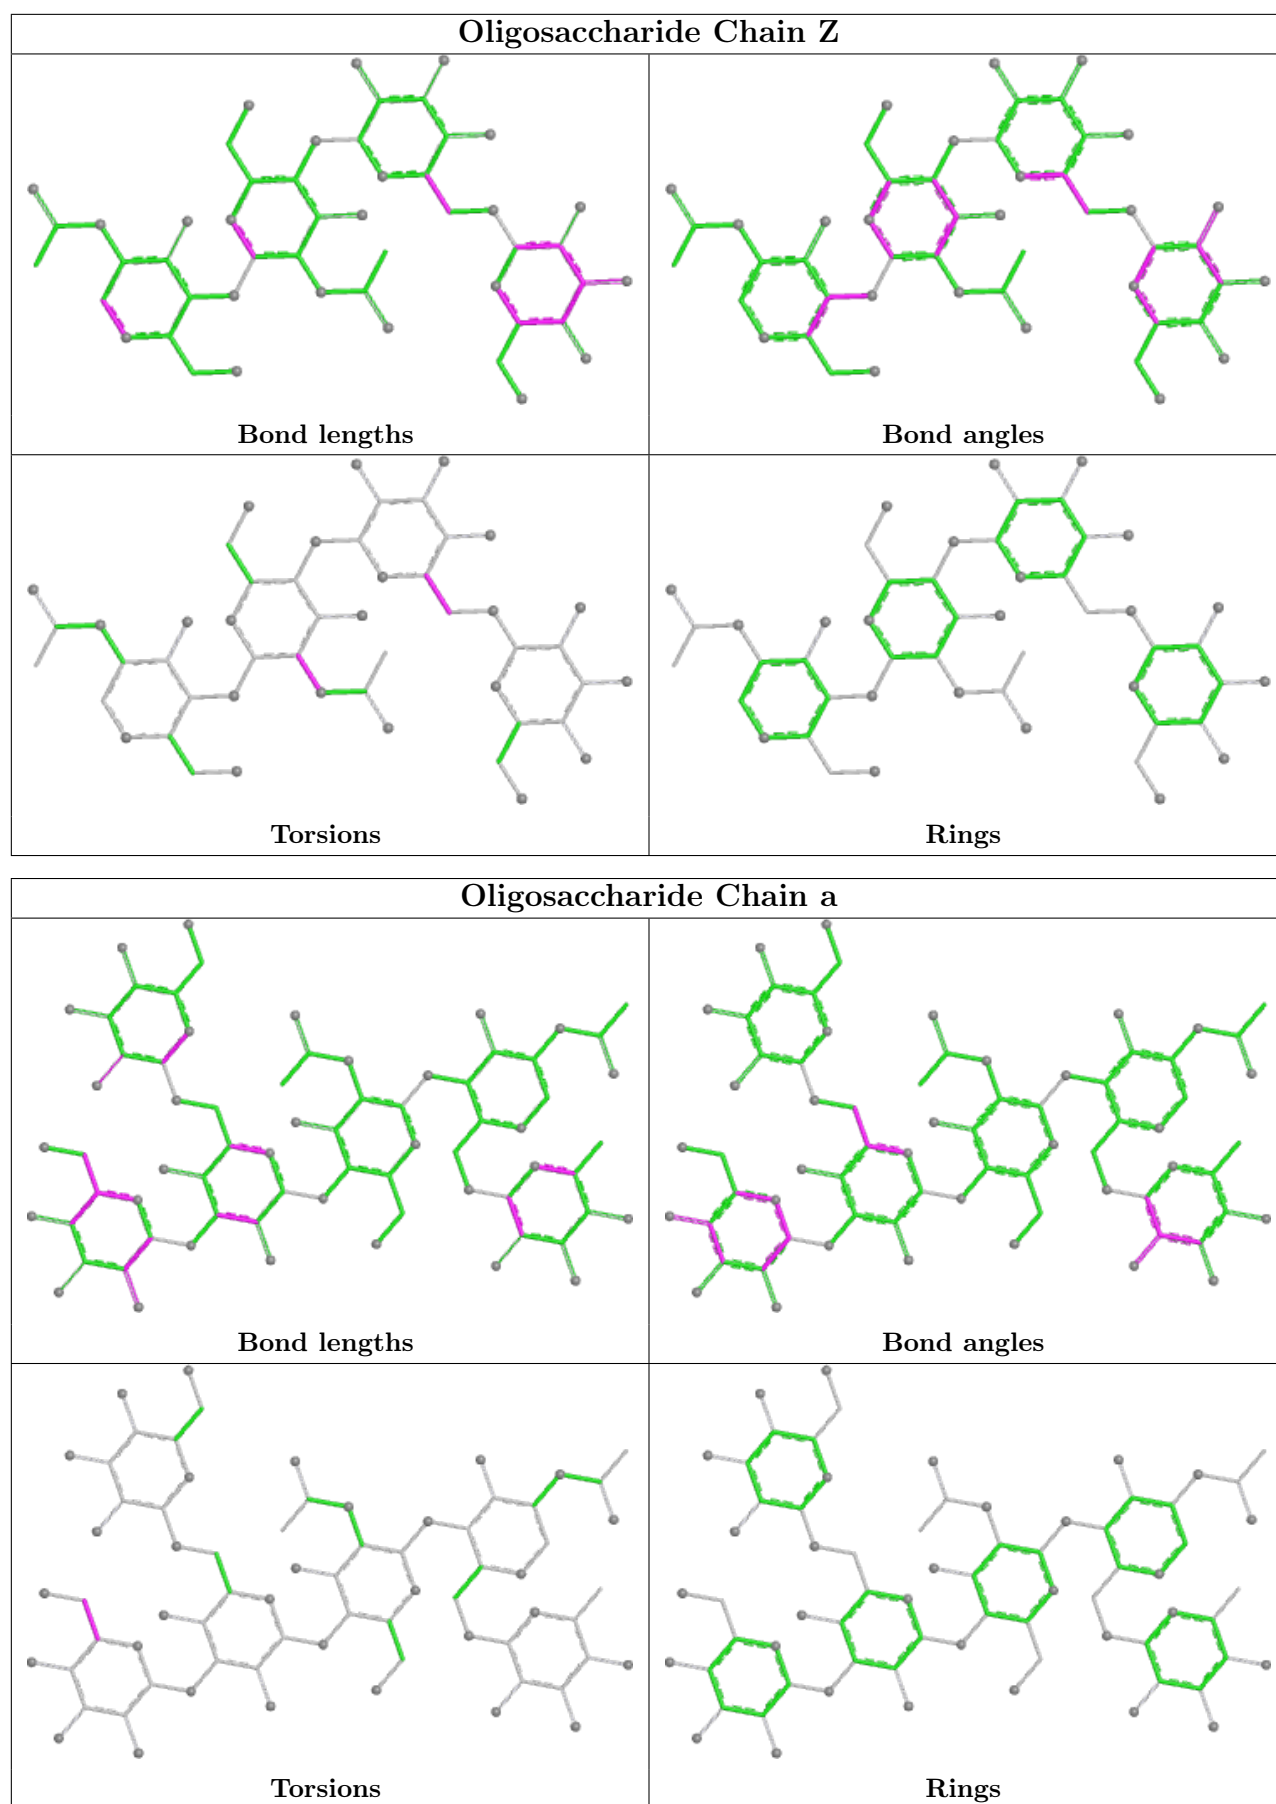 Oligosaccharide Chain Z
Bond lengths
Bond angles
Torsions
Rings
Oligosaccharide Chain a
Bond lengths
Bond angles
Torsions
Rings